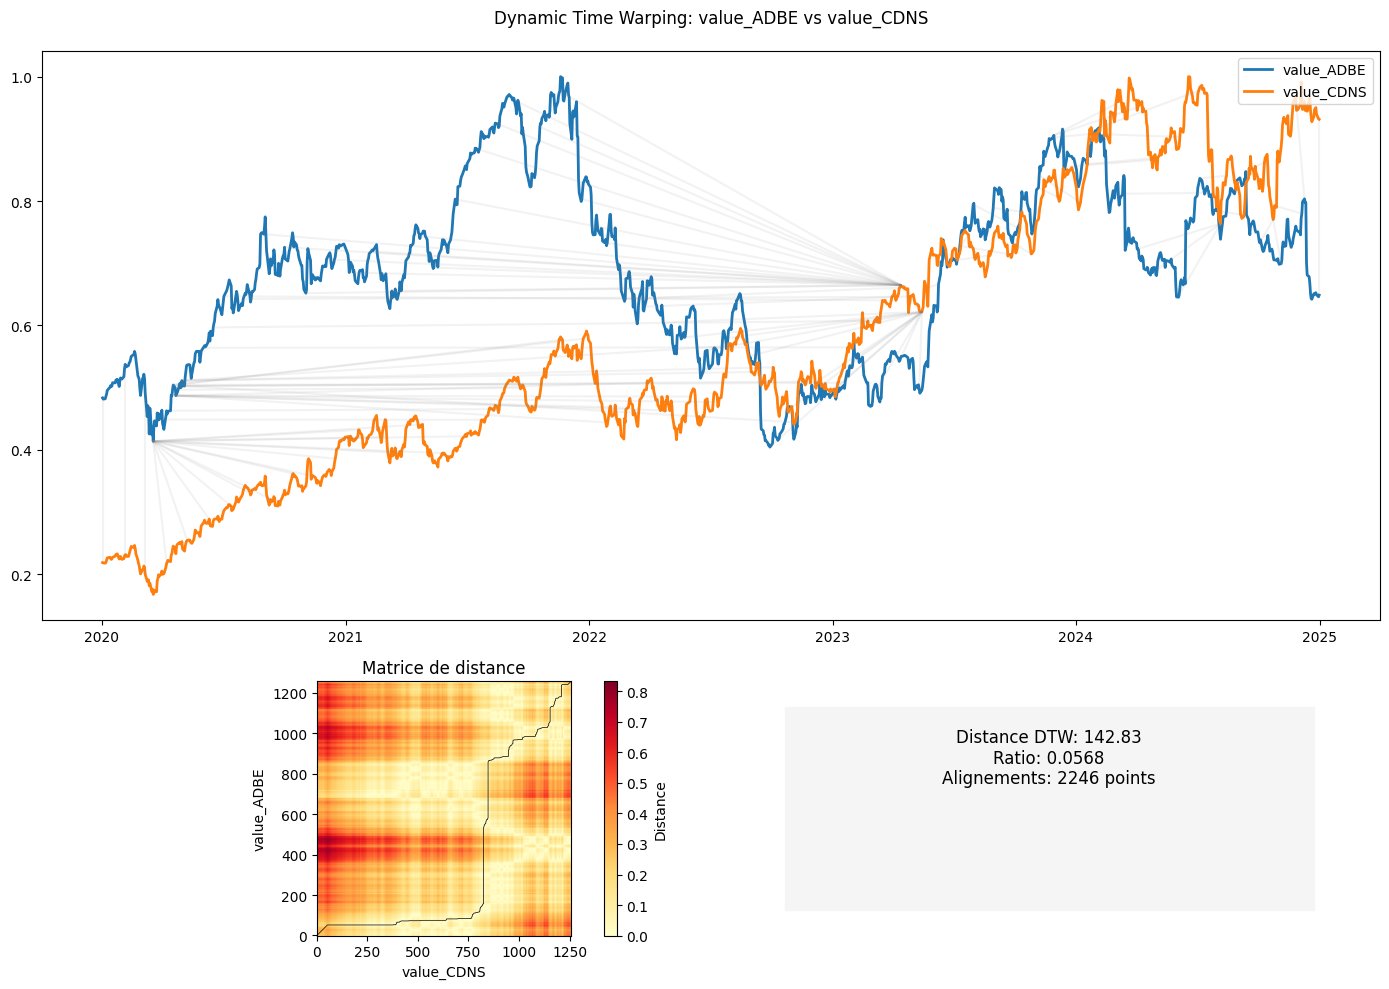 Dynamic Time Warping: value_ADBE vs value_CDNS
value_ADBE
value_CDNS
1.0
0.8
0.6
0.4
0.2
2020 2021 2022 2023 2024 2025
Matrice de distance
value_ADBE
1200
1000
800
600
400
200
0
0 250 500 750 1000 1250
value_CDNS
0.8
0.7
0.6
0.5
0.4
0.3
0.2
0.1
0.0
Distance
Distance DTW: 142.83
Ratio: 0.0568
Alignements: 2246 points